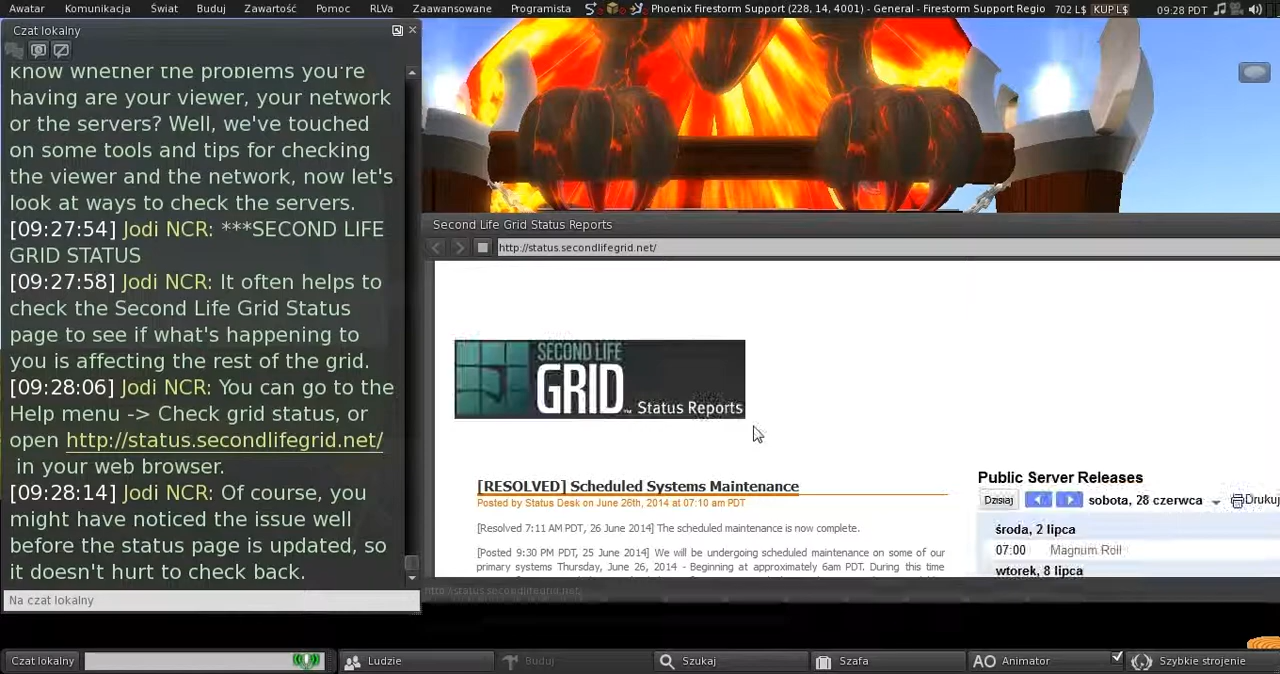 Awatar Komunikacja Świat Buduj Zawartość Pomoc RLVa Zaawansowane Programista Phoenix Firestorm Support (228, 14, 4001) - General - Firestorm Support Regio 702 L$ KUP L$ 09:28 PDT
Czat lokalny
know whether the problems you're
having are your viewer, your network
or the servers? Well, we've touched
on some tools and tips for checking
the viewer and the network, now let's
look at ways to check the servers.
[09:27:54] Jodi NCR: ***SECOND LIFE
GRID STATUS
[09:27:58] Jodi NCR: It often helps to
check the Second Life Grid Status
page to see if what's happening to
you is affecting the rest of the grid.
[09:28:06] Jodi NCR: You can go to the
Help menu -> Check grid status, or
open http://status.secondlifegrid.net/
in your web browser.
[09:28:14] Jodi NCR: Of course, you
might have noticed the issue well
before the status page is updated, so
it doesn't hurt to check back.
Na czat lokalny
Second Life Grid Status Reports
http://status.secondlifegrid.net/
SECOND LIFE
GRID™ Status Reports
[RESOLVED] Scheduled Systems Maintenance
Posted by Status Desk on June 26th, 2014 at 07:10 am PDT
[Resolved 7:11 AM PDT, 26 June 2014] The scheduled maintenance is now complete.
[Posted 9:30 PM PDT, 25 June 2014] We will be undergoing scheduled maintenance on some of our
primary systems Thursday, June 26, 2014 - Beginning at approximately 6am PDT. During this time
Public Server Releases
Dzisiaj sobota, 28 czerwca Drukuj
środa, 2 lipca
07:00 Magnum Roll
wtorek, 8 lipca
http://status.secondlifegrid.net/
Czat lokalny Ludzie Buduj Szukaj Szafa AO Animator Szybkie strojenie